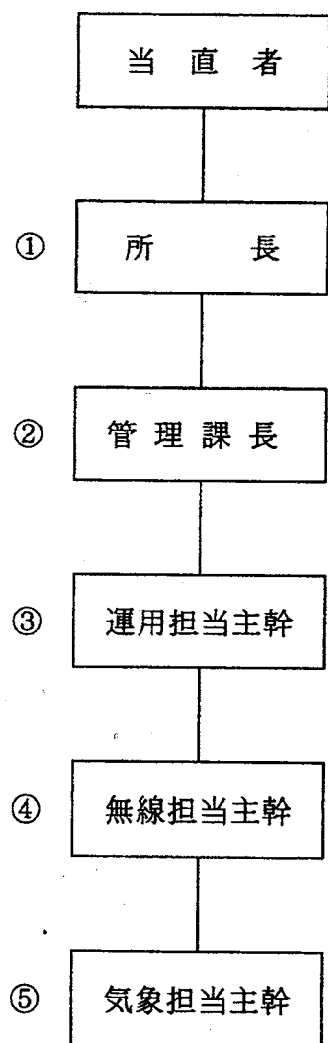 当直者
① 所長
② 管理課長
③ 運用担当主幹
④ 無線担当主幹
⑤ 気象担当主幹